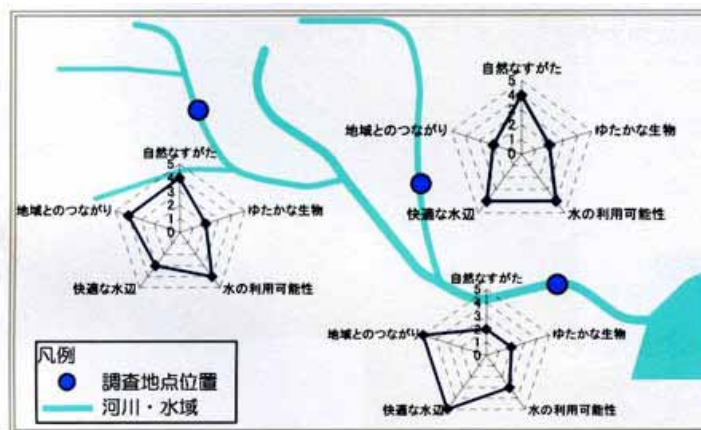 自然なすがた
5
4
3
2
1
0
地域とのつながり
ゆたかな生物
快適な水辺
水の利用可能性
自然なすがた
5
4
3
2
1
0
地域とのつながり
ゆたかな生物
快適な水辺
水の利用可能性
自然なすがた
5
4
3
2
1
0
地域とのつながり
ゆたかな生物
快適な水辺
水の利用可能性
凡例
調査地点位置
河川・水域